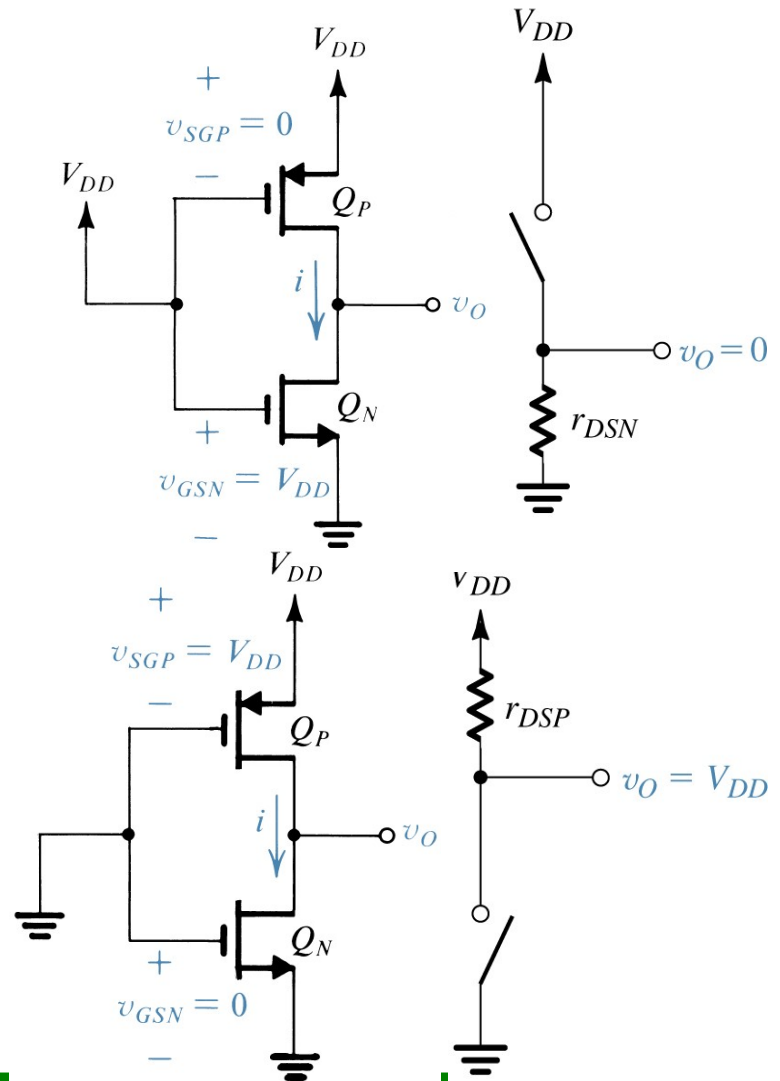 V_DD
V_DD
+
v_SGP = 0
−
V_DD
Q_P
i
v_O
v_O = 0
Q_N
r_DSN
+
v_GSN = V_DD
−
V_DD
V_DD
+
v_SGP = V_DD
−
r_DSP
Q_P
i
v_O
v_O = V_DD
Q_N
+
v_GSN = 0
−